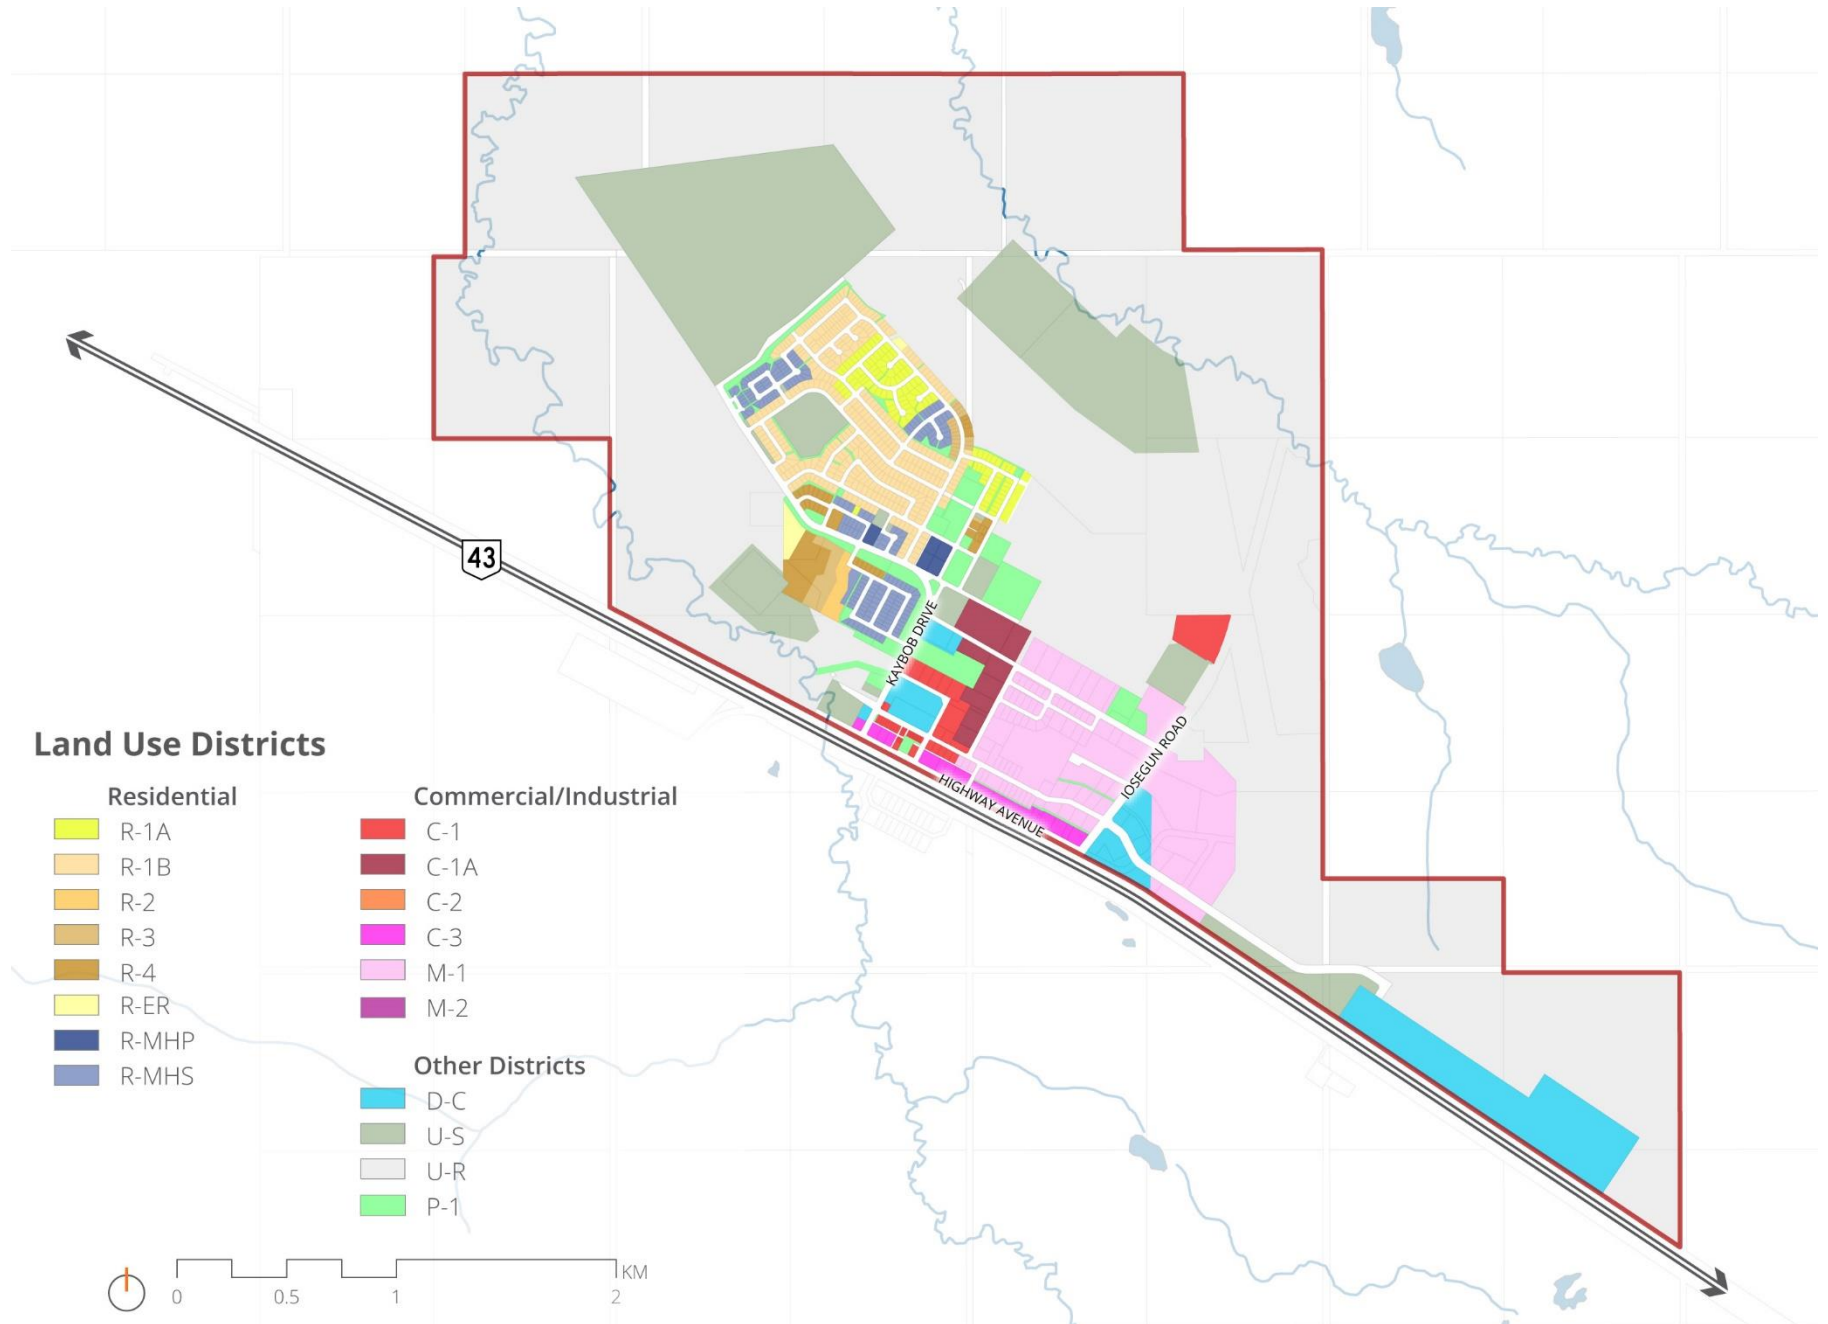 43
KAYBOB DRIVE
IOSEGUN ROAD
HIGHWAY AVENUE
Land Use Districts
Residential
R-1A
R-1B
R-2
R-3
R-4
R-ER
R-MHP
R-MHS
Commercial/Industrial
C-1
C-1A
C-2
C-3
M-1
M-2
Other Districts
D-C
U-S
U-R
P-1
KM
0 0.5 1 2